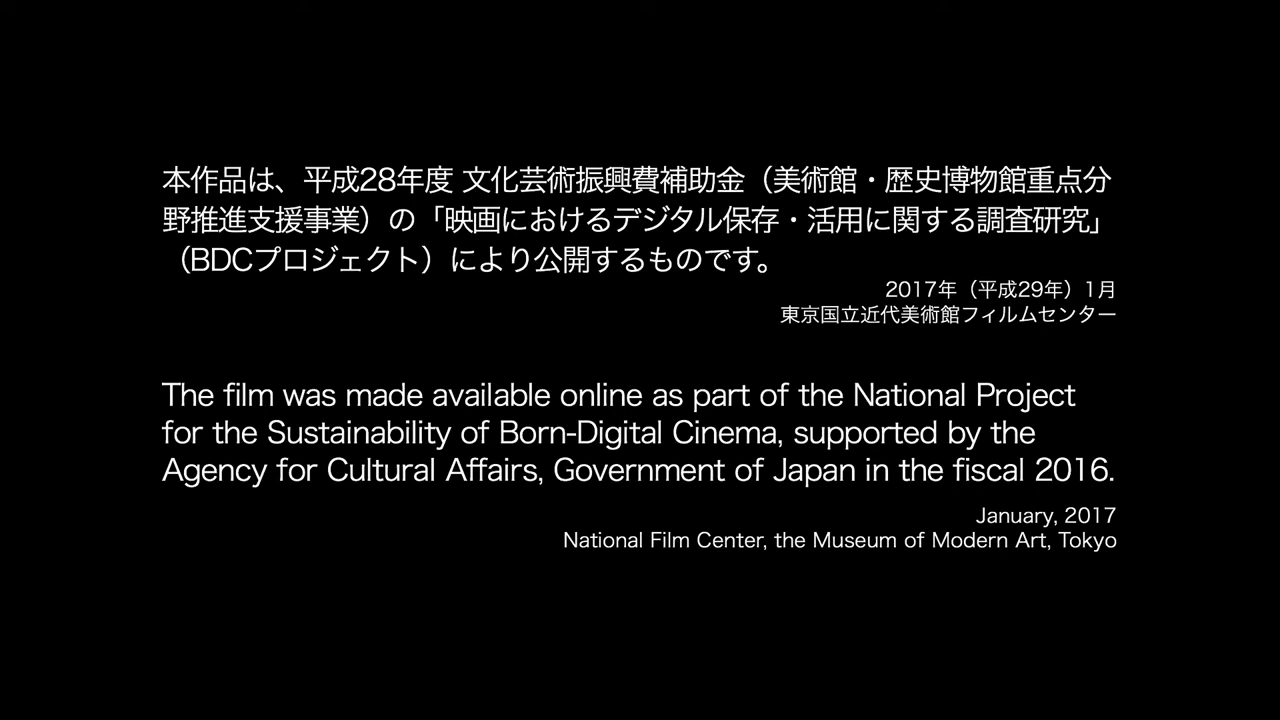 本作品は、平成28年度 文化芸術振興費補助金（美術館・歴史博物館重点分
野推進支援事業）の「映画におけるデジタル保存・活用に関する調査研究」
（BDCプロジェクト）により公開するものです。
2017年（平成29年）1月
東京国立近代美術館フィルムセンター
The film was made available online as part of the National Project
for the Sustainability of Born-Digital Cinema, supported by the
Agency for Cultural Affairs, Government of Japan in the fiscal 2016.
January, 2017
National Film Center, the Museum of Modern Art, Tokyo